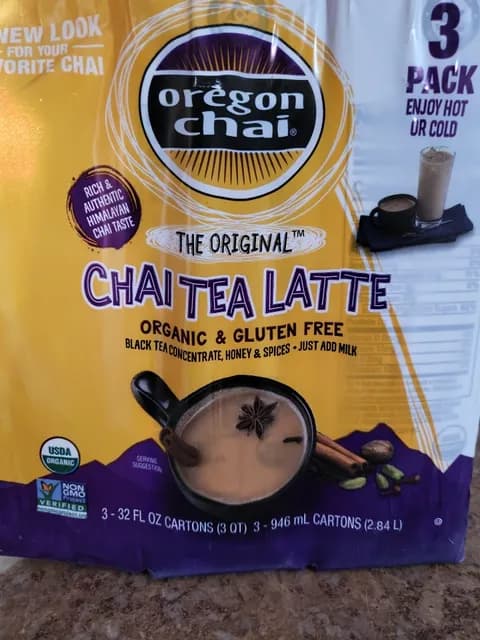 NEW LOOK
FOR YOUR
VORITE CHAI
oregon
chai®
3
PACK
ENJOY HOT
UR COLD
RICH &
AUTHENTIC
HIMALAYAN
CHAI TASTE
THE ORIGINAL™
CHAI TEA LATTE
ORGANIC & GLUTEN FREE
BLACK TEA CONCENTRATE, HONEY & SPICES - JUST ADD MILK
USDA
ORGANIC
SERVING
SUGGESTION
NON
GMO
Project
VERIFIED
3 - 32 FL OZ CARTONS (3 QT) 3 - 946 mL CARTONS (2.84 L)